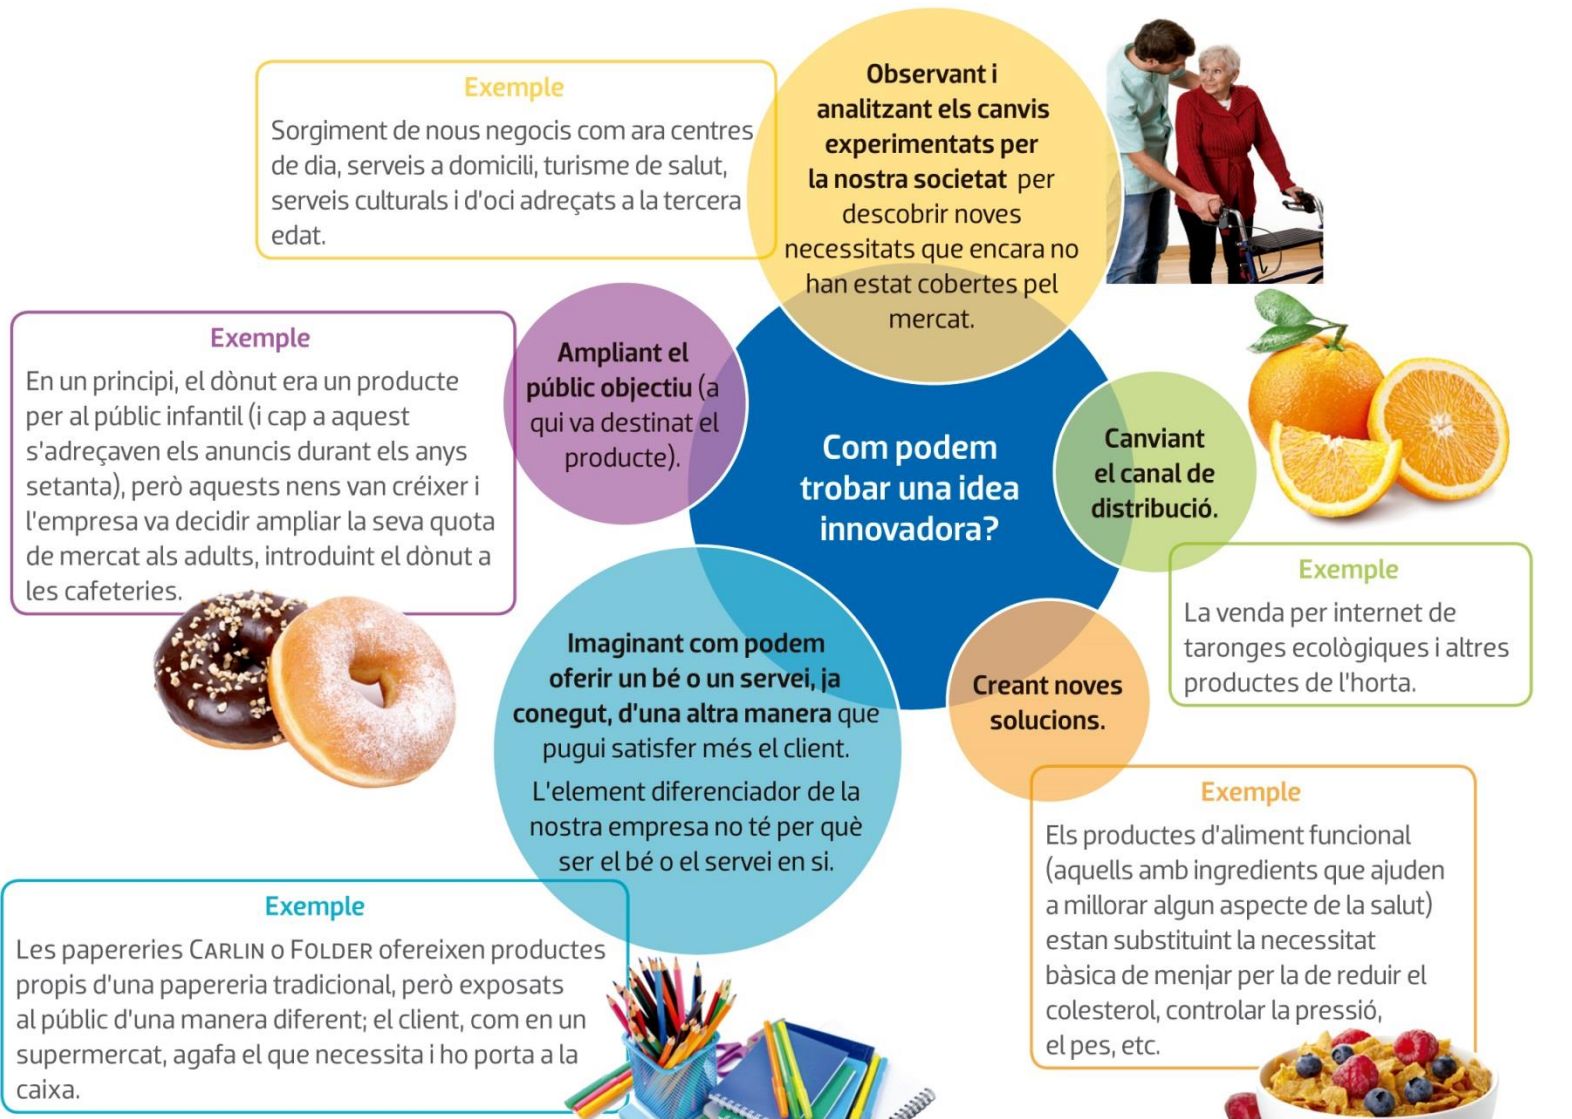 Exemple
Sorgiment de nous negocis com ara centres
de dia, serveis a domicili, turisme de salut,
serveis culturals i d'oci adreçats a la tercera
edat.
Observant i
analitzant els canvis
experimentats per
la nostra societat per
descobrir noves
necessitats que encara no
han estat cobertes pel
mercat.
Exemple
En un principi, el dònut era un producte
per al públic infantil (i cap a aquest
s'adreçaven els anuncis durant els anys
setanta), però aquests nens van créixer i
l'empresa va decidir ampliar la seva quota
de mercat als adults, introduint el dònut a
les cafeteries.
Ampliant el
públic objectiu (a
qui va destinat el
producte).
Com podem
trobar una idea
innovadora?
Canviant
el canal de
distribució.
Exemple
La venda per internet de
taronges ecològiques i altres
productes de l'horta.
Imaginant com podem
oferir un bé o un servei, ja
conegut, d'una altra manera que
pugui satisfer més el client.
L'element diferenciador de la
nostra empresa no té per què
ser el bé o el servei en si.
Creant noves
solucions.
Exemple
Els productes d'aliment funcional
(aquells amb ingredients que ajuden
a millorar algun aspecte de la salut)
estan substituint la necessitat
bàsica de menjar per la de reduir el
colesterol, controlar la pressió,
el pes, etc.
Exemple
Les papereries CARLIN o FOLDER ofereixen productes
propis d'una papereria tradicional, però exposats
al públic d'una manera diferent; el client, com en un
supermercat, agafa el que necessita i ho porta a la
caixa.